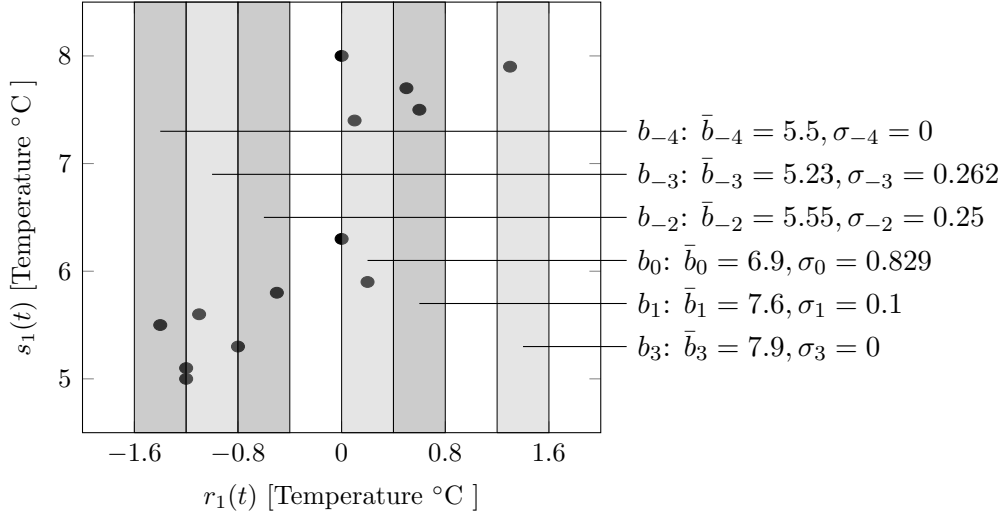 8
7
6
5
s₁(t) [Temperature °C ]
−1.6
−0.8
0
0.8
1.6
r₁(t) [Temperature °C ]
b₋₄: b̄₋₄ = 5.5, σ₋₄ = 0
b₋₃: b̄₋₃ = 5.23, σ₋₃ = 0.262
b₋₂: b̄₋₂ = 5.55, σ₋₂ = 0.25
b₀: b̄₀ = 6.9, σ₀ = 0.829
b₁: b̄₁ = 7.6, σ₁ = 0.1
b₃: b̄₃ = 7.9, σ₃ = 0